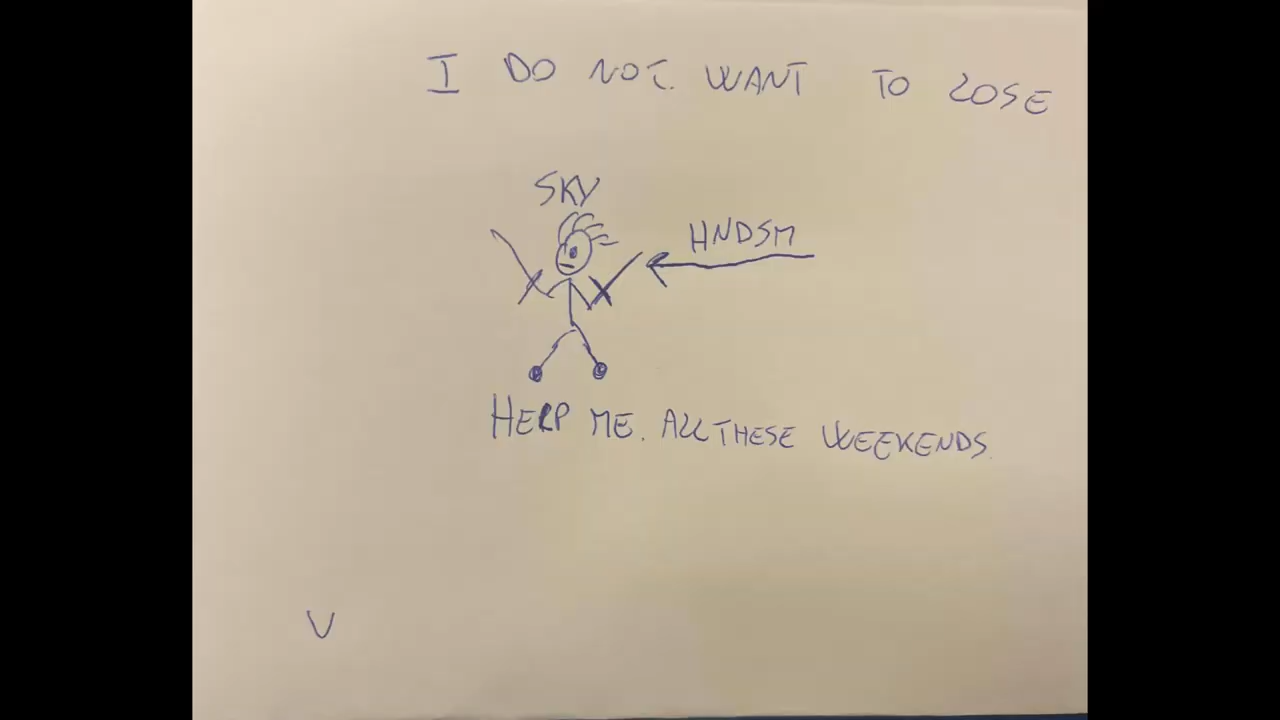 I DO NOT. WANT TO LOSE
SKY
HNDSM
HELP ME. ALL THESE WEEKENDS.
V